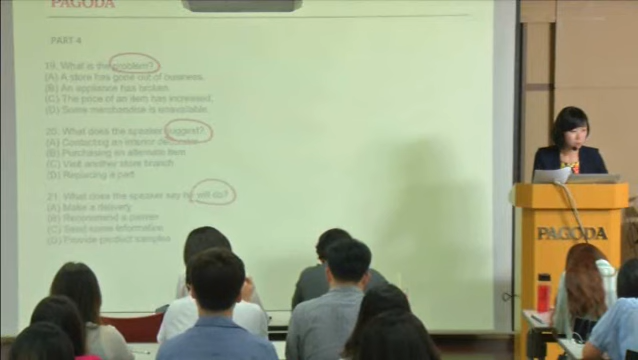 PAGODA
PART 4
19. What is the problem?
(A) A store has gone out of business.
(B) An appliance has broken.
(C) The price of an item has increased.
(D) Some merchandise is unavailable.
20. What does the speaker suggest?
(A) Contacting an interior decorator
(B) Purchasing an alternate item
(C) Visit another store branch
(D) Replacing a part
21. What does the speaker say he will do?
(A) Make a delivery
(B) Recommend a painter
(C) Send some information
(D) Provide product samples
PAGODA